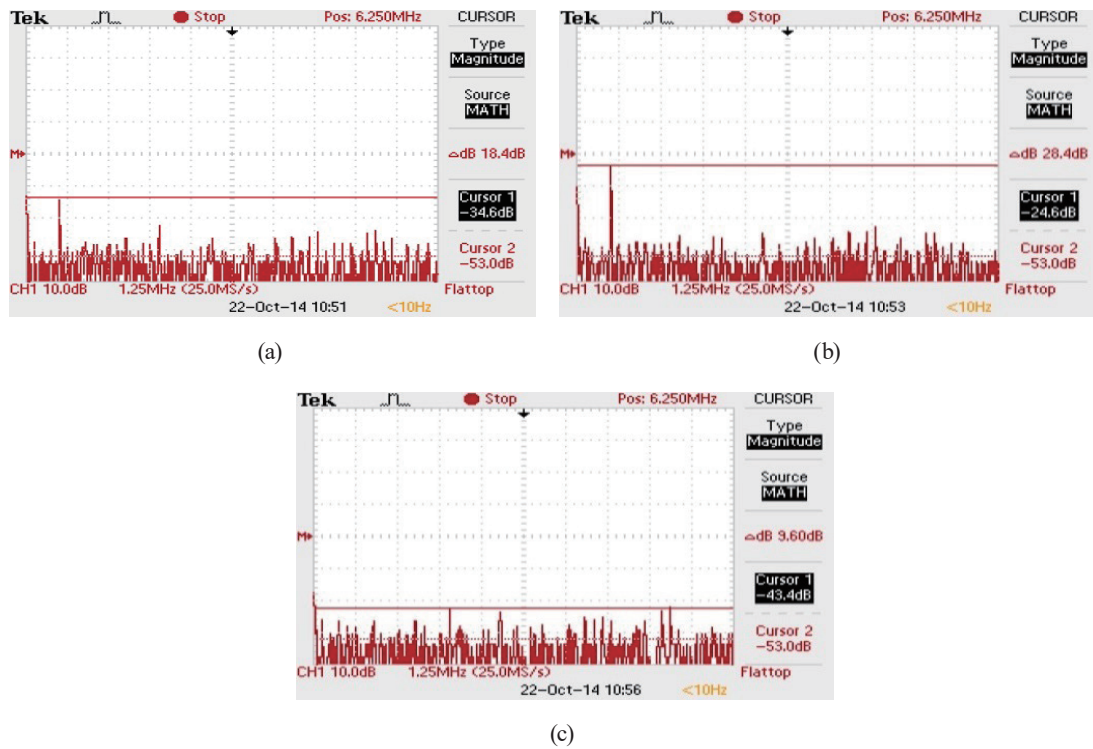 Tek Stop Pos: 6.250MHz CURSOR
Type
Magnitude
Source
MATH
M
dB 18.4dB
Cursor 1
-34.6dB
Cursor 2
-53.0dB
CH1 10.0dB 1.25MHz (25.0MS/s) Flattop
22-Oct-14 10:51 <10Hz
(a)
Tek Stop Pos: 6.250MHz CURSOR
Type
Magnitude
Source
MATH
M
dB 28.4dB
Cursor 1
-24.6dB
Cursor 2
-53.0dB
CH1 10.0dB 1.25MHz (25.0MS/s) Flattop
22-Oct-14 10:53 <10Hz
(b)
Tek Stop Pos: 6.250MHz CURSOR
Type
Magnitude
Source
MATH
M
dB 9.60dB
Cursor 1
-43.4dB
Cursor 2
-53.0dB
CH1 10.0dB 1.25MHz (25.0MS/s) Flattop
22-Oct-14 10:56 <10Hz
(c)